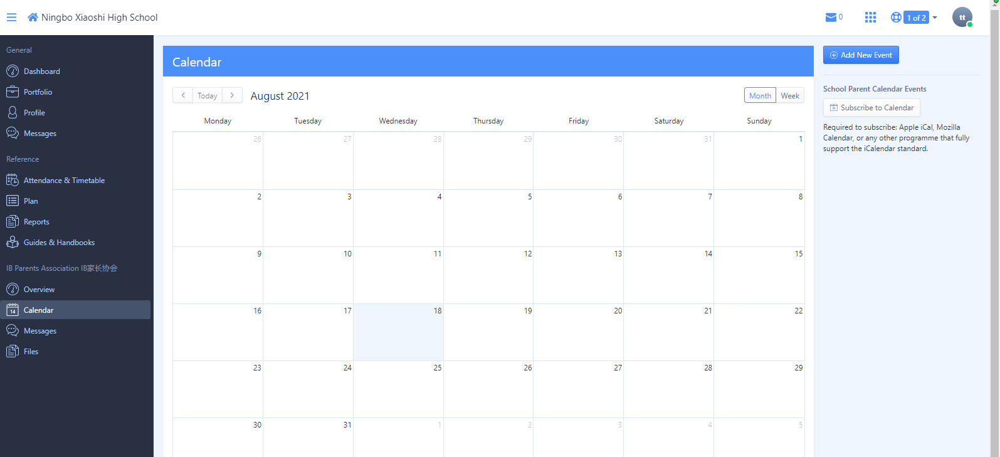 Ningbo Xiaoshi High School
0
1 of 2
tt
General
Dashboard
Portfolio
Profile
Messages
Reference
Attendance & Timetable
Plan
Reports
Guides & Handbooks
IB Parents Association IB家长协会
Overview
14 Calendar
Messages
Files
Calendar
Today
August 2021
Month Week
Monday Tuesday Wednesday Thursday Friday Saturday Sunday
26 27 28 29 30 31 1
2 3 4 5 6 7 8
9 10 11 12 13 14 15
16 17 18 19 20 21 22
23 24 25 26 27 28 29
30 31 1 2 3 4 5
Add New Event
School Parent Calendar Events
Subscribe to Calendar
Required to subscribe: Apple iCal, Mozilla
Calendar, or any other programme that fully
support the iCalendar standard.